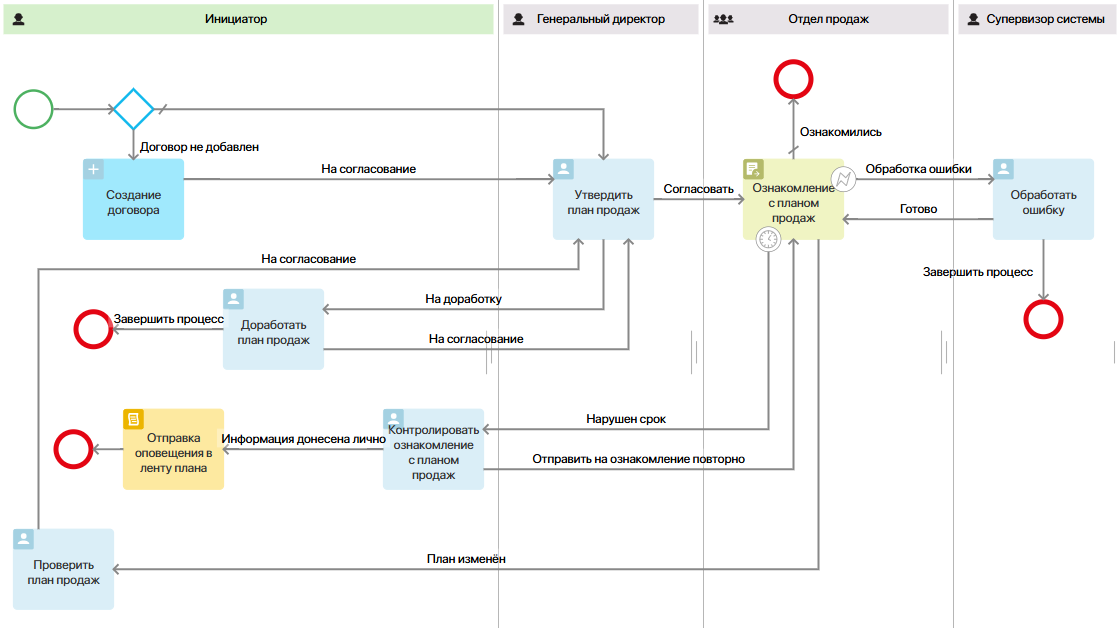 Инициатор
Генеральный директор
Отдел продаж
Супервизор системы
Ознакомились
Договор не добавлен
На согласование
Создание
договора
Утвердить
план продаж
Согласовать
Ознакомление
с планом
продаж
Обработка ошибки
Готово
Обработать
ошибку
На согласование
Завершить процесс
На доработку
Завершить процесс
Доработать
план продаж
На согласование
Нарушен срок
Отправка
оповещения в
ленту плана
Информация донесена лично
Контролировать
ознакомление
с планом
продаж
Отправить на ознакомление повторно
План изменён
Проверить
план продаж